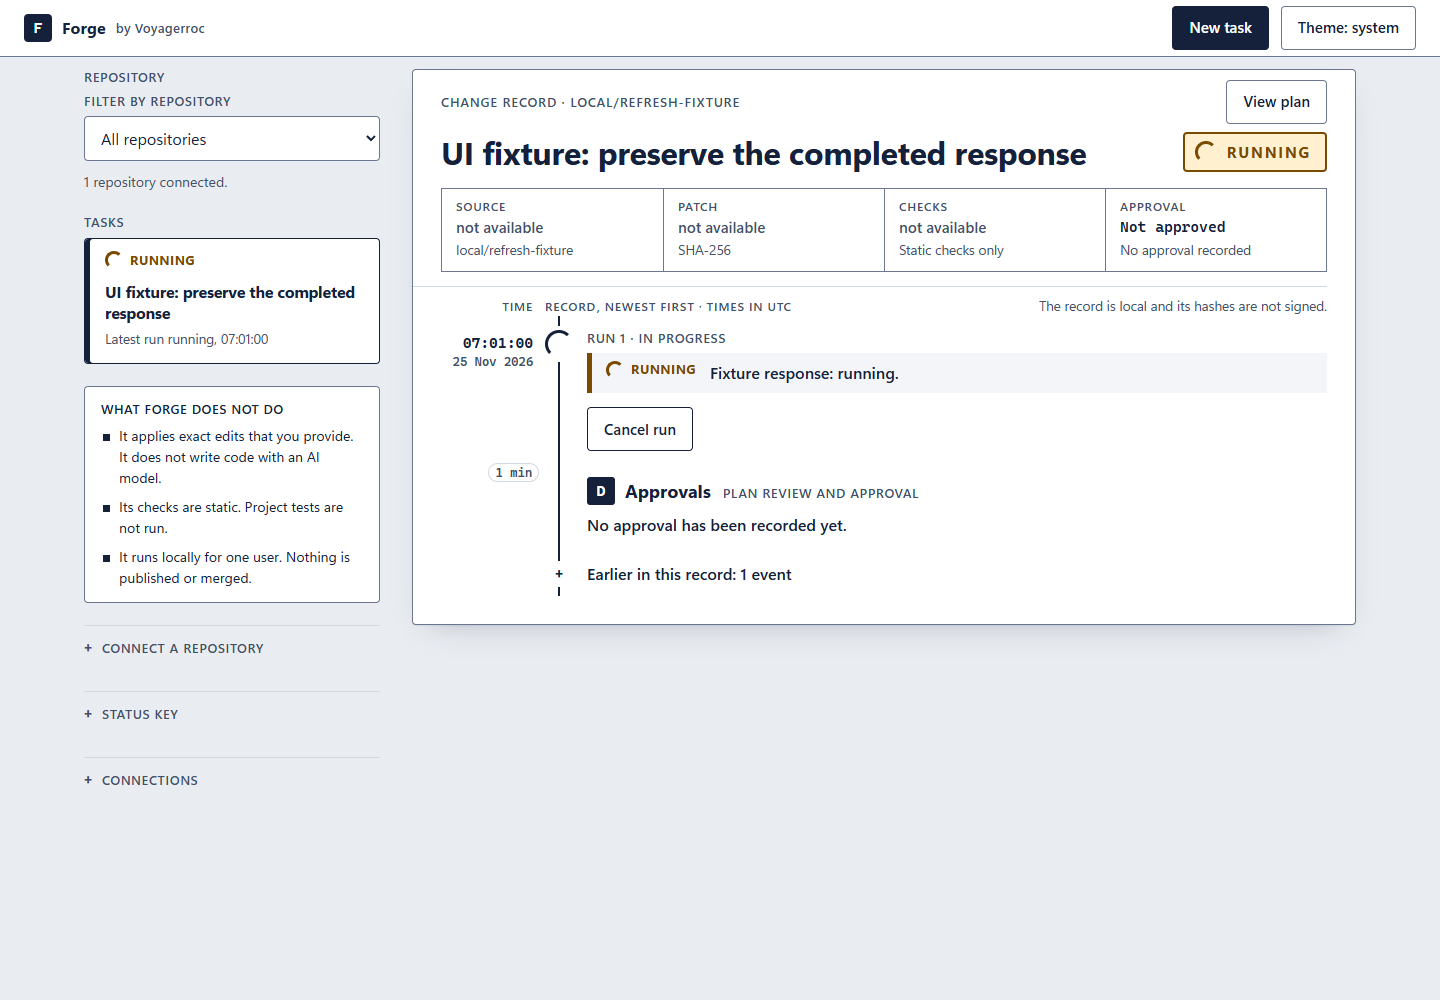 F Forge by Voyagerroc
New task
Theme: system
REPOSITORY
FILTER BY REPOSITORY
All repositories
1 repository connected.
TASKS
RUNNING
UI fixture: preserve the completed
response
Latest run running, 07:01:00
WHAT FORGE DOES NOT DO
It applies exact edits that you provide.
It does not write code with an AI
model.
Its checks are static. Project tests are
not run.
It runs locally for one user. Nothing is
published or merged.
+ CONNECT A REPOSITORY
+ STATUS KEY
+ CONNECTIONS
CHANGE RECORD · LOCAL/REFRESH-FIXTURE
View plan
UI fixture: preserve the completed response
RUNNING
SOURCE
not available
local/refresh-fixture
PATCH
not available
SHA-256
CHECKS
not available
Static checks only
APPROVAL
Not approved
No approval recorded
TIME RECORD, NEWEST FIRST · TIMES IN UTC
The record is local and its hashes are not signed.
07:01:00
25 Nov 2026
RUN 1 · IN PROGRESS
RUNNING Fixture response: running.
Cancel run
1 min
D Approvals PLAN REVIEW AND APPROVAL
No approval has been recorded yet.
+ Earlier in this record: 1 event